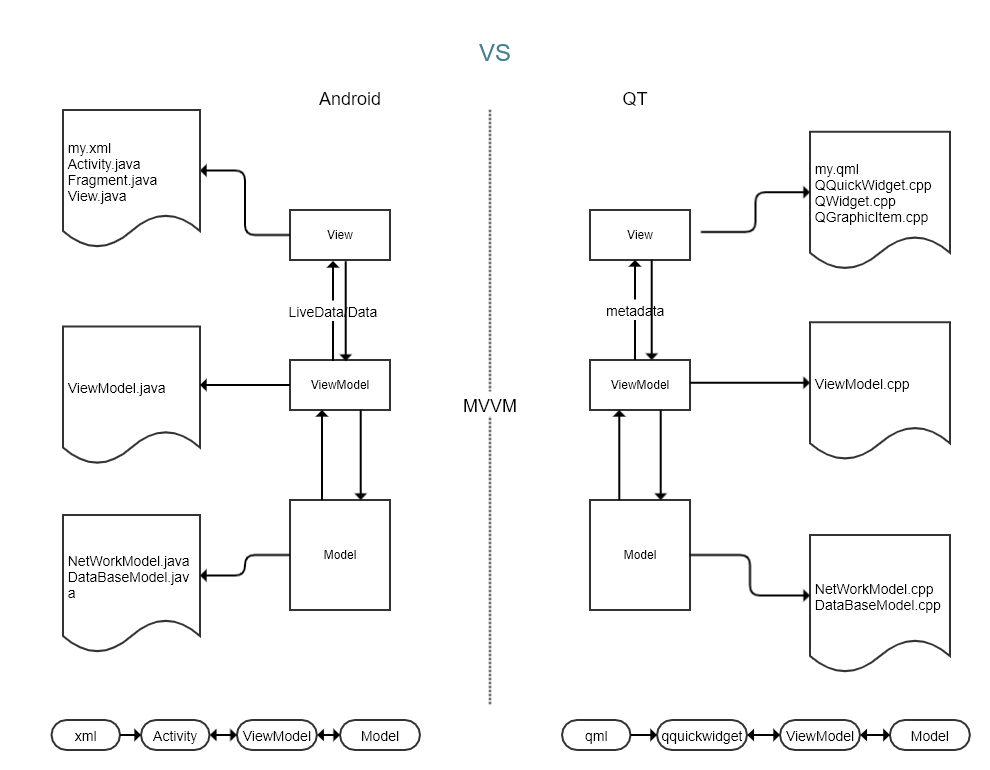 VS
Android
QT
my.xml
Activity.java
Fragment.java
View.java
View
LiveData/Data
ViewModel.java
ViewModel
NetWorkModel.java
DataBaseModel.jav
a
Model
MVVM
View
my.qml
QQuickWidget.cpp
QWidget.cpp
QGraphicItem.cpp
metadata
ViewModel
ViewModel.cpp
Model
NetWorkModel.cpp
DataBaseModel.cpp
xml
Activity
ViewModel
Model
qml
qquickwidget
ViewModel
Model